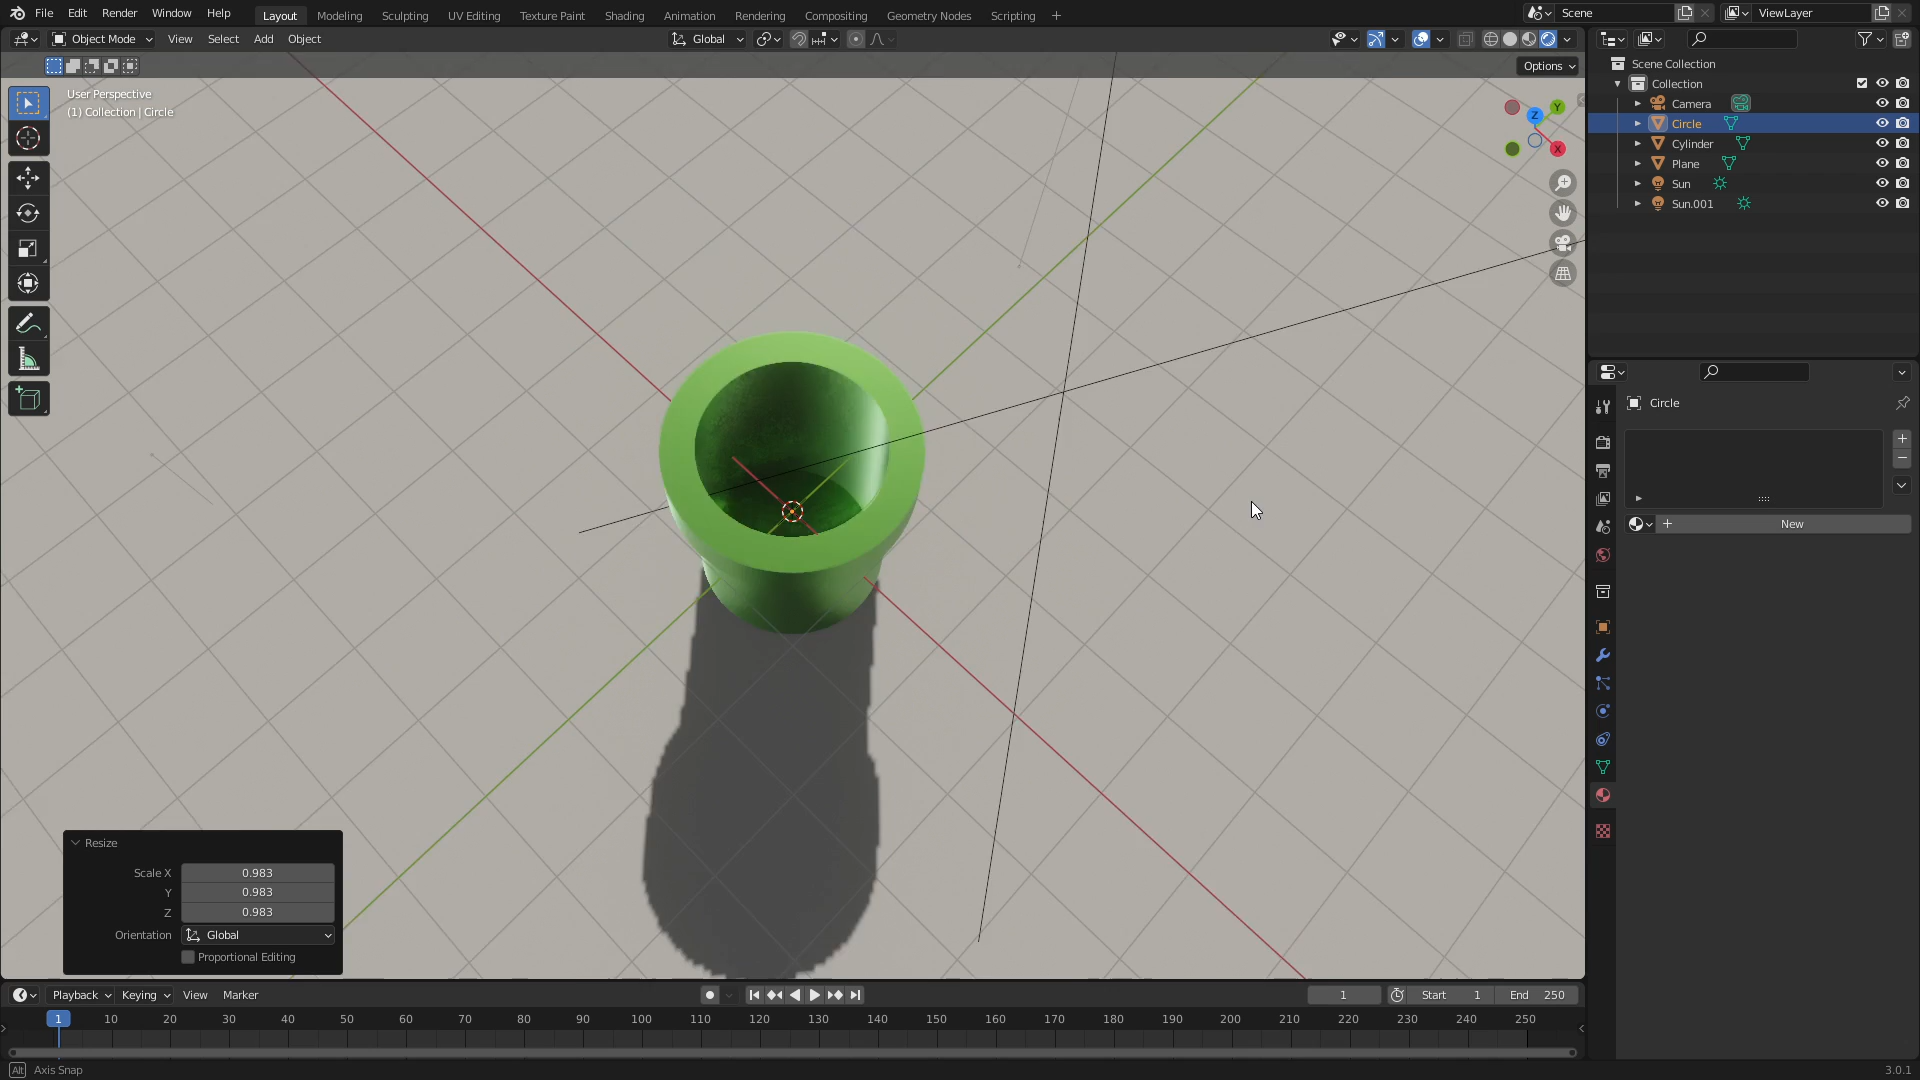 File Edit Render Window Help
Layout Modeling Sculpting UV Editing Texture Paint Shading Animation Rendering Compositing Geometry Nodes Scripting +
Scene
ViewLayer
Object Mode View Select Add Object
Global
Options
User Perspective
(1) Collection | Circle
Z
Y
X
Scene Collection
Collection
Camera
Circle
Cylinder
Plane
Sun
Sun.001
Circle
New
Resize
Scale X 0.983
Y 0.983
Z 0.983
Orientation Global
Proportional Editing
Playback Keying View Marker
1 Start 1 End 250
1 10 20 30 40 50 60 70 80 90 100 110 120 130 140 150 160 170 180 190 200 210 220 230 240 250
Alt Axis Snap
3.0.1